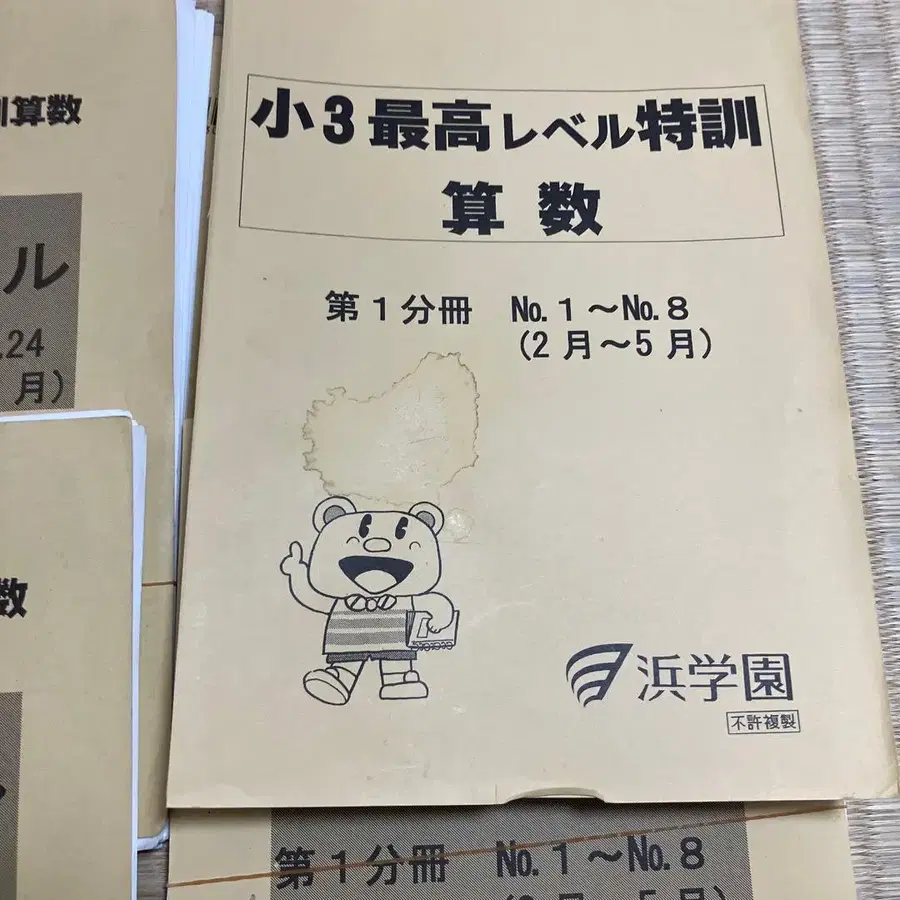 小3最高レベル特訓
算数
第1分冊 No.1～No.8
(2月～5月)
浜学園
不許複製
訓算数
ル
.24
月)
数
第1分冊 No.1～No.8